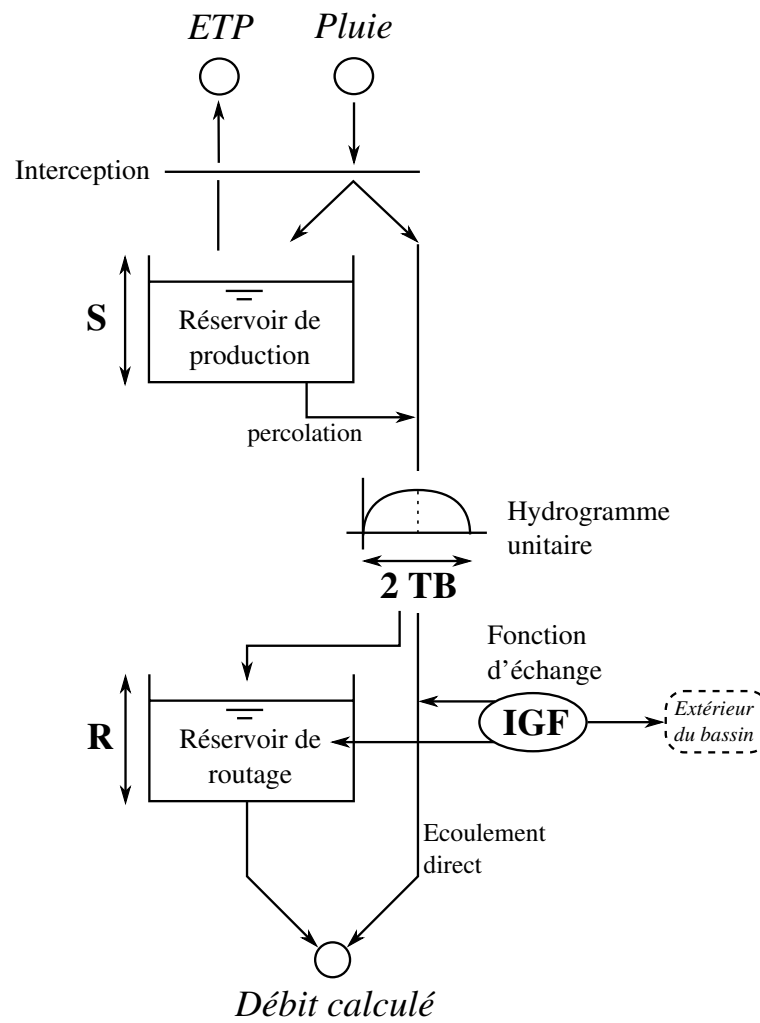 ETP
Pluie
Interception
S
Réservoir de
production
percolation
Hydrogramme
unitaire
2 TB
Fonction
d'échange
IGF
Extérieur
du bassin
R
Réservoir de
routage
Ecoulement
direct
Débit calculé